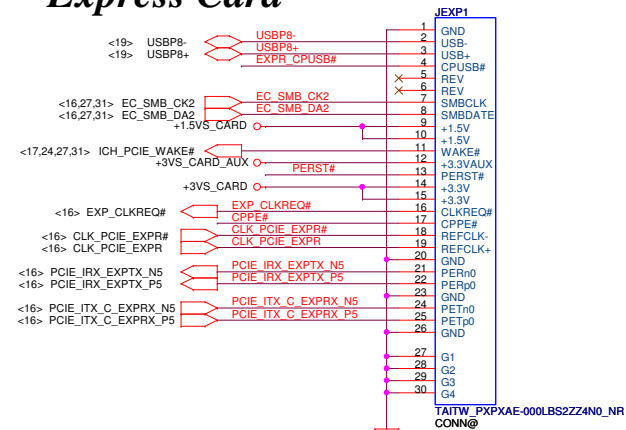 Express Card
JEXP1
1 GND
<19> USBP8- USBP8- 2 USB-
<19> USBP8+ USBP8+ 3 USB+
EXPR_CPUSB# 4 CPUSB#
5 REV
6 REV
<16,27,31> EC_SMB_CK2 EC_SMB_CK2 7 SMBCLK
<16,27,31> EC_SMB_DA2 EC_SMB_DA2 8 SMBDATE
+1.5VS_CARD 9 +1.5V
10 +1.5V
<17,24,27,31> ICH_PCIE_WAKE# 11 WAKE#
+3VS_CARD_AUX 12 +3.3VAUX
PERST# 13 PERST#
+3VS_CARD 14 +3.3V
15 +3.3V
<16> EXP_CLKREQ# EXP_CLKREQ# 16 CLKREQ#
CPPE# 17 CPPE#
<16> CLK_PCIE_EXPR# CLK_PCIE_EXPR# 18 REFCLK-
<16> CLK_PCIE_EXPR CLK_PCIE_EXPR 19 REFCLK+
20 GND
<16> PCIE_IRX_EXPTX_N5 PCIE_IRX_EXPTX_N5 21 PERn0
<16> PCIE_IRX_EXPTX_P5 PCIE_IRX_EXPTX_P5 22 PERp0
23 GND
<16> PCIE_ITX_C_EXPRX_N5 PCIE_ITX_C_EXPRX_N5 24 PETn0
<16> PCIE_ITX_C_EXPRX_P5 PCIE_ITX_C_EXPRX_P5 25 PETp0
26 GND
27 G1
28 G2
29 G3
30 G4
TAITW_PXPXAE-000LBS2ZZ4N0_NR
CONN@